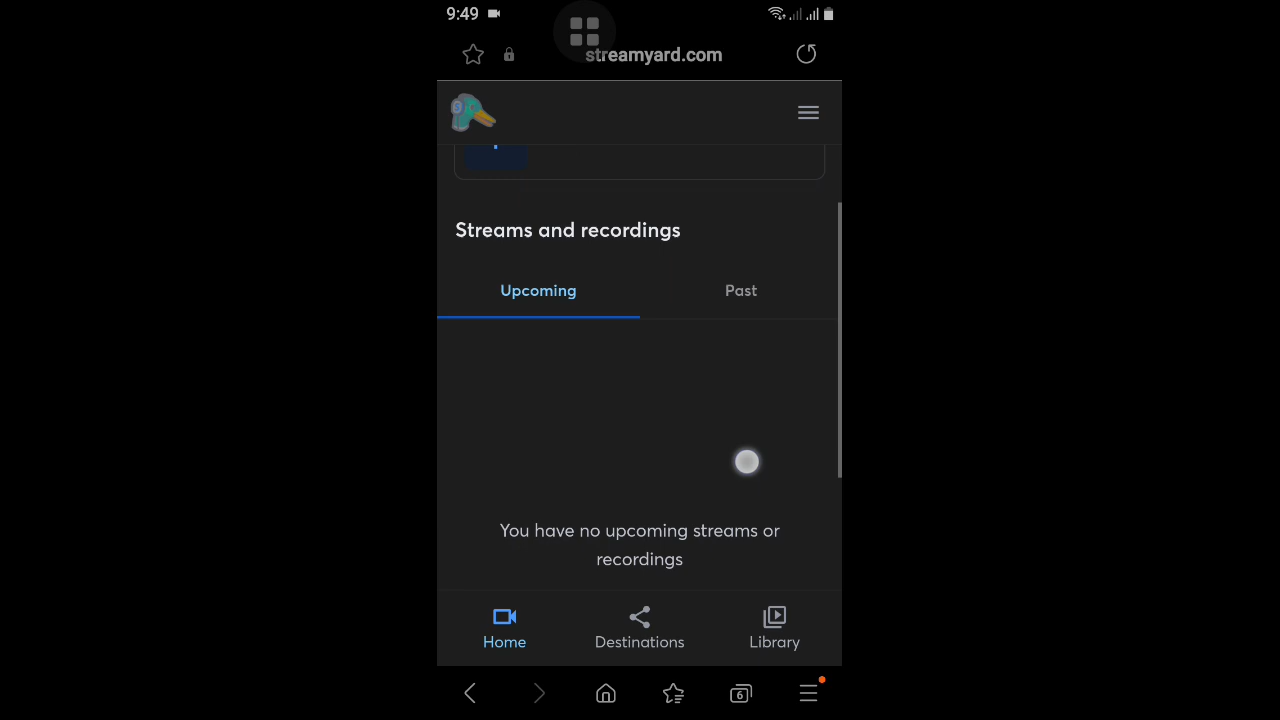 9:49
streamyard.com
Streams and recordings
Upcoming
Past
You have no upcoming streams or
recordings
Home
Destinations
Library
6